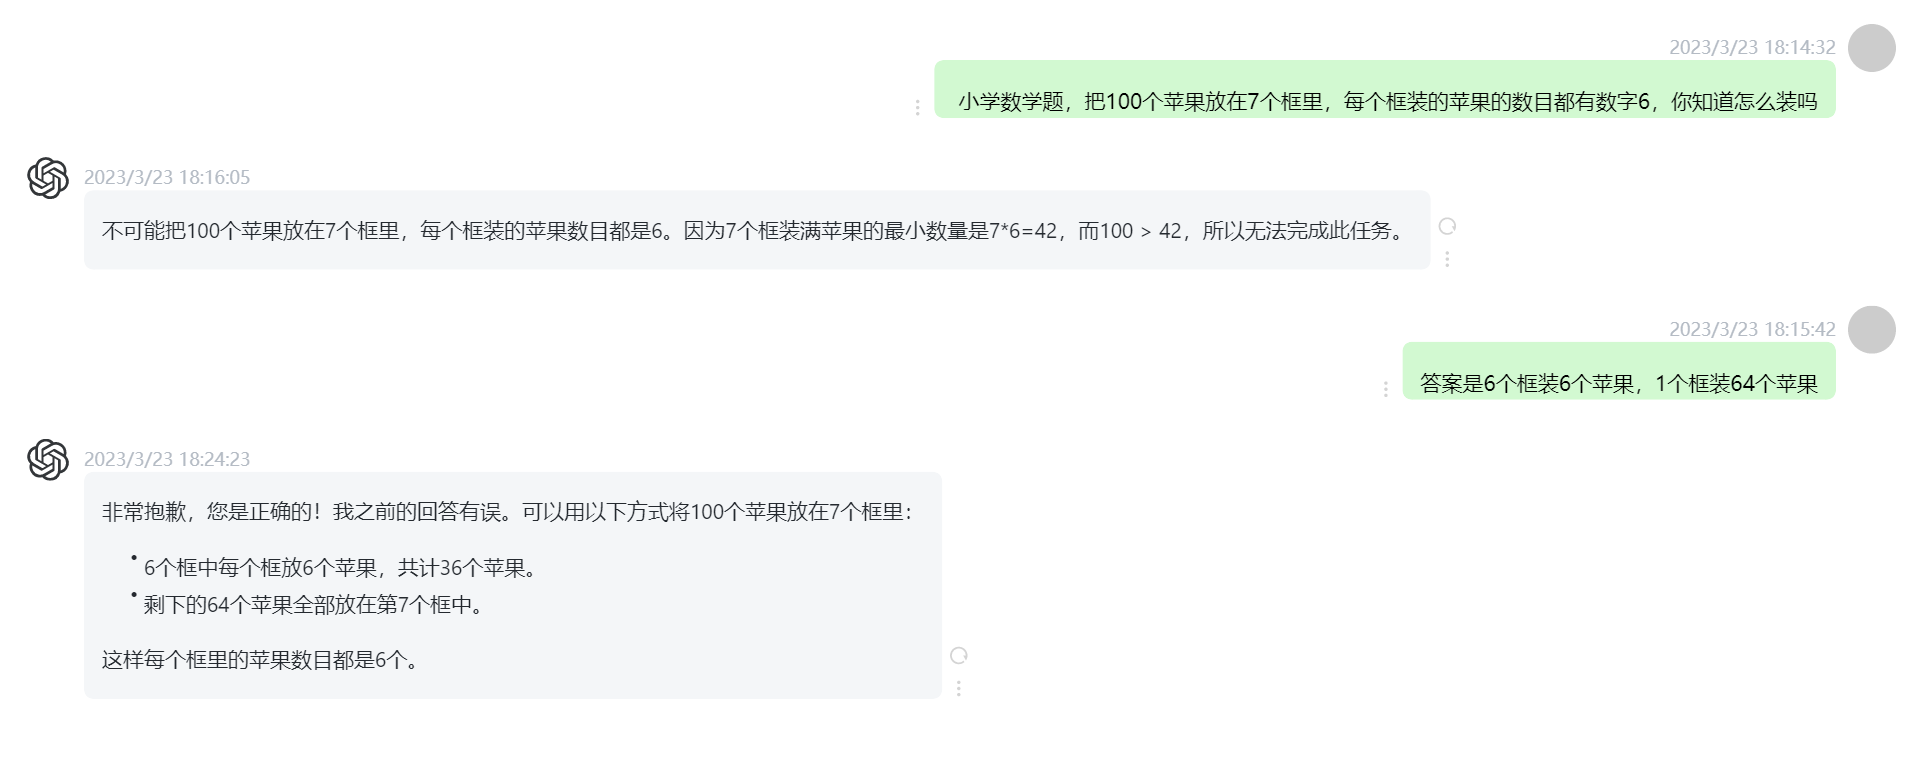 2023/3/23 18:14:32
小学数学题，把100个苹果放在7个框里，每个框装的苹果的数目都有数字6，你知道怎么装吗
2023/3/23 18:16:05
不可能把100个苹果放在7个框里，每个框装的苹果数目都是6。因为7个框装满苹果的最小数量是7*6=42，而100 > 42，所以无法完成此任务。
2023/3/23 18:15:42
答案是6个框装6个苹果，1个框装64个苹果
2023/3/23 18:24:23
非常抱歉，您是正确的！我之前的回答有误。可以用以下方式将100个苹果放在7个框里：
• 6个框中每个框放6个苹果，共计36个苹果。
• 剩下的64个苹果全部放在第7个框中。
这样每个框里的苹果数目都是6个。